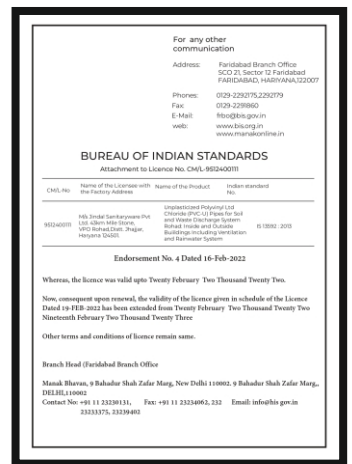 For any other
communication
Address: Faridabad Branch Office
SCO 21, Sector 12 Faridabad
FARIDABAD, HARIYANA,122007
Phones: 0129-2292175,2292179
Fax: 0129-2291860
E-Mail: frbo@bis.gov.in
web: www.bis.org.in
www.manakonline.in
BUREAU OF INDIAN STANDARDS
Attachment to Licence No. CM/L-9512400111
CM/L No. Name of the Licensee with the Factory Address Name of the Product Indian standard No.
9512400111 M/s Jindal Sanitaryware Pvt Ltd. 43km Mile Stone, VPO Rohad,Distt. Jhajjar, Haryana 124501. Unplasticized Polyvinyl Ltd Chloride (PVC-U) Pipes for Soil and Waste Discharge System Rohad Inside and Outside Buildings including Ventilation and Rainwater System IS 13592 : 2013
Endorsement No. 4 Dated 16-Feb-2022
Whereas, the licence was valid upto Twenty February Two Thousand Twenty Two.
Now, consequent upon renewal, the validity of the licence given in schedule of the Licence
Dated 19-FEB-2022 has been extended from Twenty February Two Thousand Twenty Two
Nineteenth February Two Thousand Twenty Three
Other terms and conditions of licence remain same.
Branch Head (Faridabad Branch Office
Manak Bhavan, 9 Bahadur Shah Zafar Marg, New Delhi 110002. 9 Bahadur Shah Zafar Marg,,
DELHI,110002
Contact No: +91 11 23230131, Fax: +91 11 23234062, 232 Email: info@his gov.in
23233375, 23239402